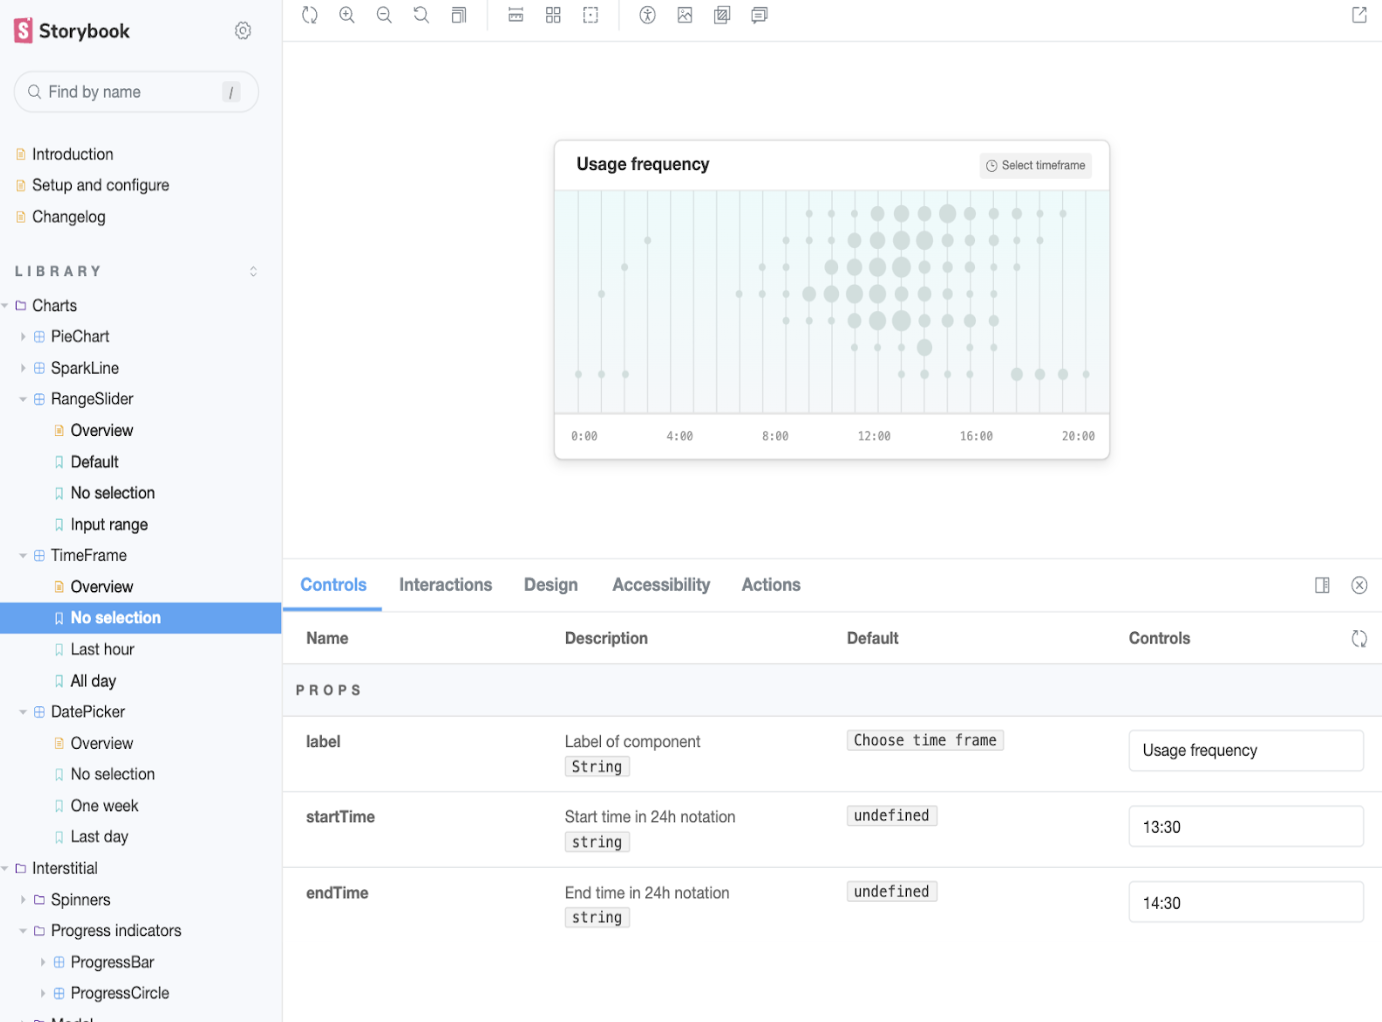 Storybook
Find by name
/
Introduction
Setup and configure
Changelog
LIBRARY
Charts
PieChart
SparkLine
RangeSlider
Overview
Default
No selection
Input range
TimeFrame
Overview
No selection
Last hour
All day
DatePicker
Overview
No selection
One week
Last day
Interstitial
Spinners
Progress indicators
ProgressBar
ProgressCircle
Usage frequency
Select timeframe
0:00 4:00 8:00 12:00 16:00 20:00
Controls Interactions Design Accessibility Actions
Name Description Default Controls
PROPS
label Label of component Choose time frame Usage frequency
String
startTime Start time in 24h notation undefined 13:30
string
endTime End time in 24h notation undefined 14:30
string